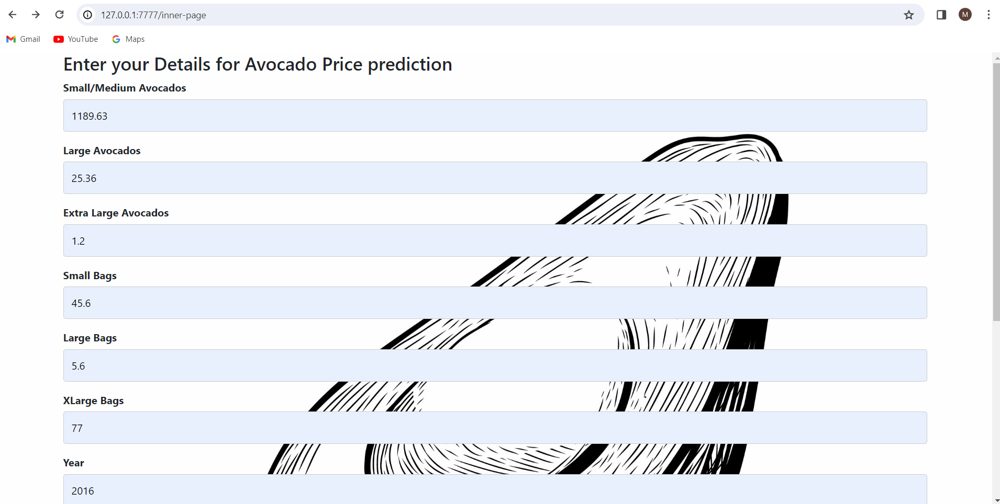 127.0.0.1:7777/inner-page
M
Gmail YouTube Maps
Enter your Details for Avocado Price prediction
Small/Medium Avocados
1189.63
Large Avocados
25.36
Extra Large Avocados
1.2
Small Bags
45.6
Large Bags
5.6
XLarge Bags
77
Year
2016